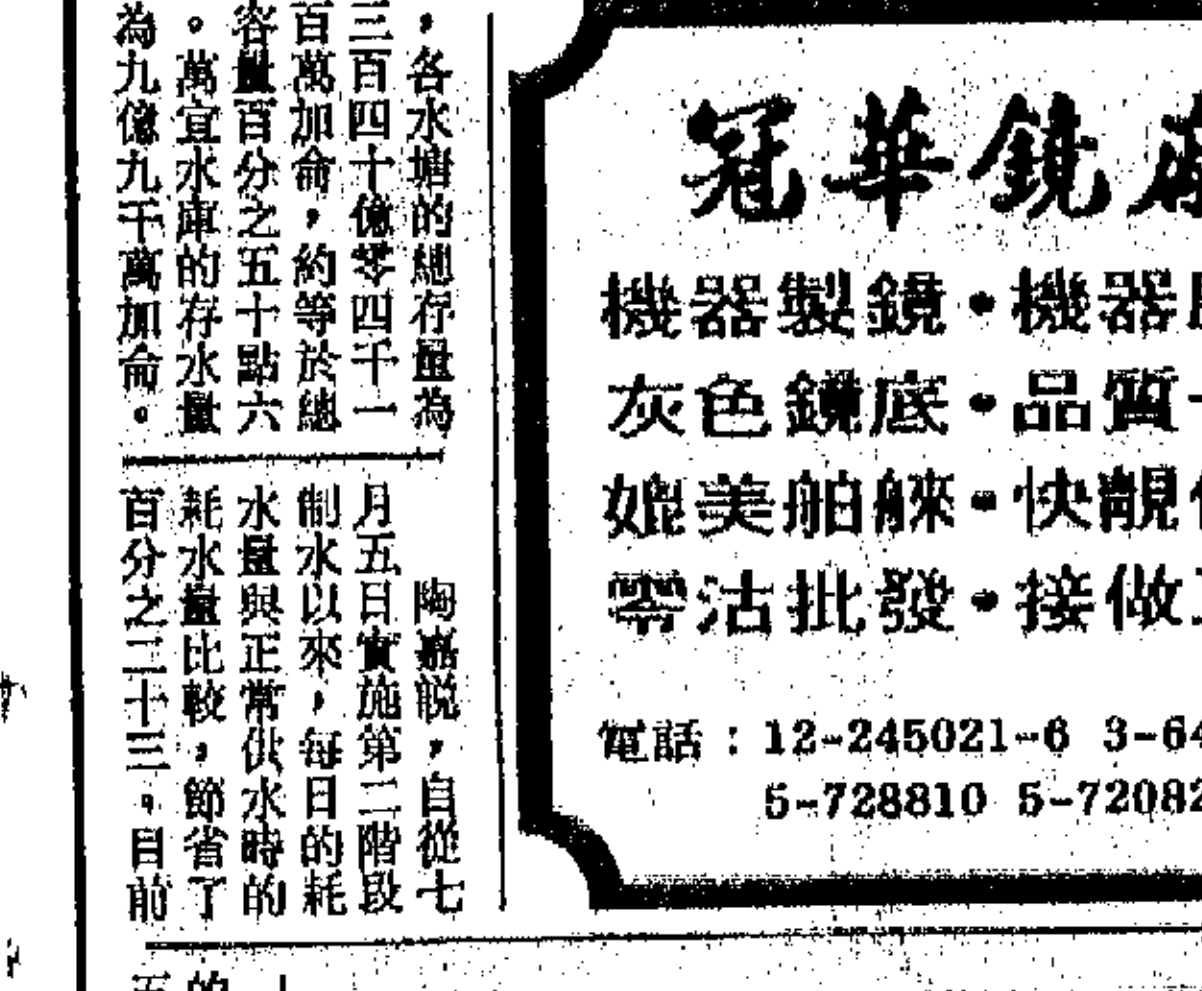 ，各水塘的總存量為
三百四十億零四千一
百萬加侖，約等於總
容量百分之五十點六
。萬宜水庫的存水量
為九億九千萬加侖。
陶嘉說，自從七
月五日實施第二階段
制水以來，每日的耗
水量與正常供水時的
耗水量比較，節省了
百分之三十三。目前
冠華鏡
機器製鏡・機器
灰色鏡底・品質
媲美舶來・快靚
零沽批發・接做
電話：12-245021-6 3-64
5-728810 5-72082
的